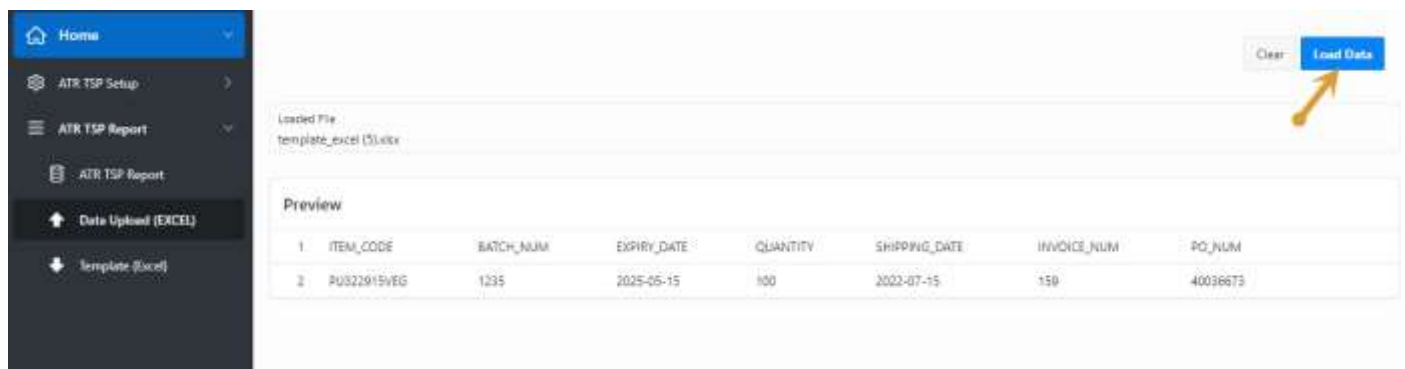 Home
ATR TSP Setup
ATR TSP Report
ATR TSP Report
Data Upload (EXCEL)
Template (Excel)
Clear Load Data
Loaded File
template_excel (5).xlsx
Preview
1 ITEM_CODE BATCH_NUM EXPIRY_DATE QUANTITY SHIPPING_DATE INVOICE_NUM PO_NUM
2 PU322915VEG 1235 2025-05-15 100 2022-07-15 159 40036673